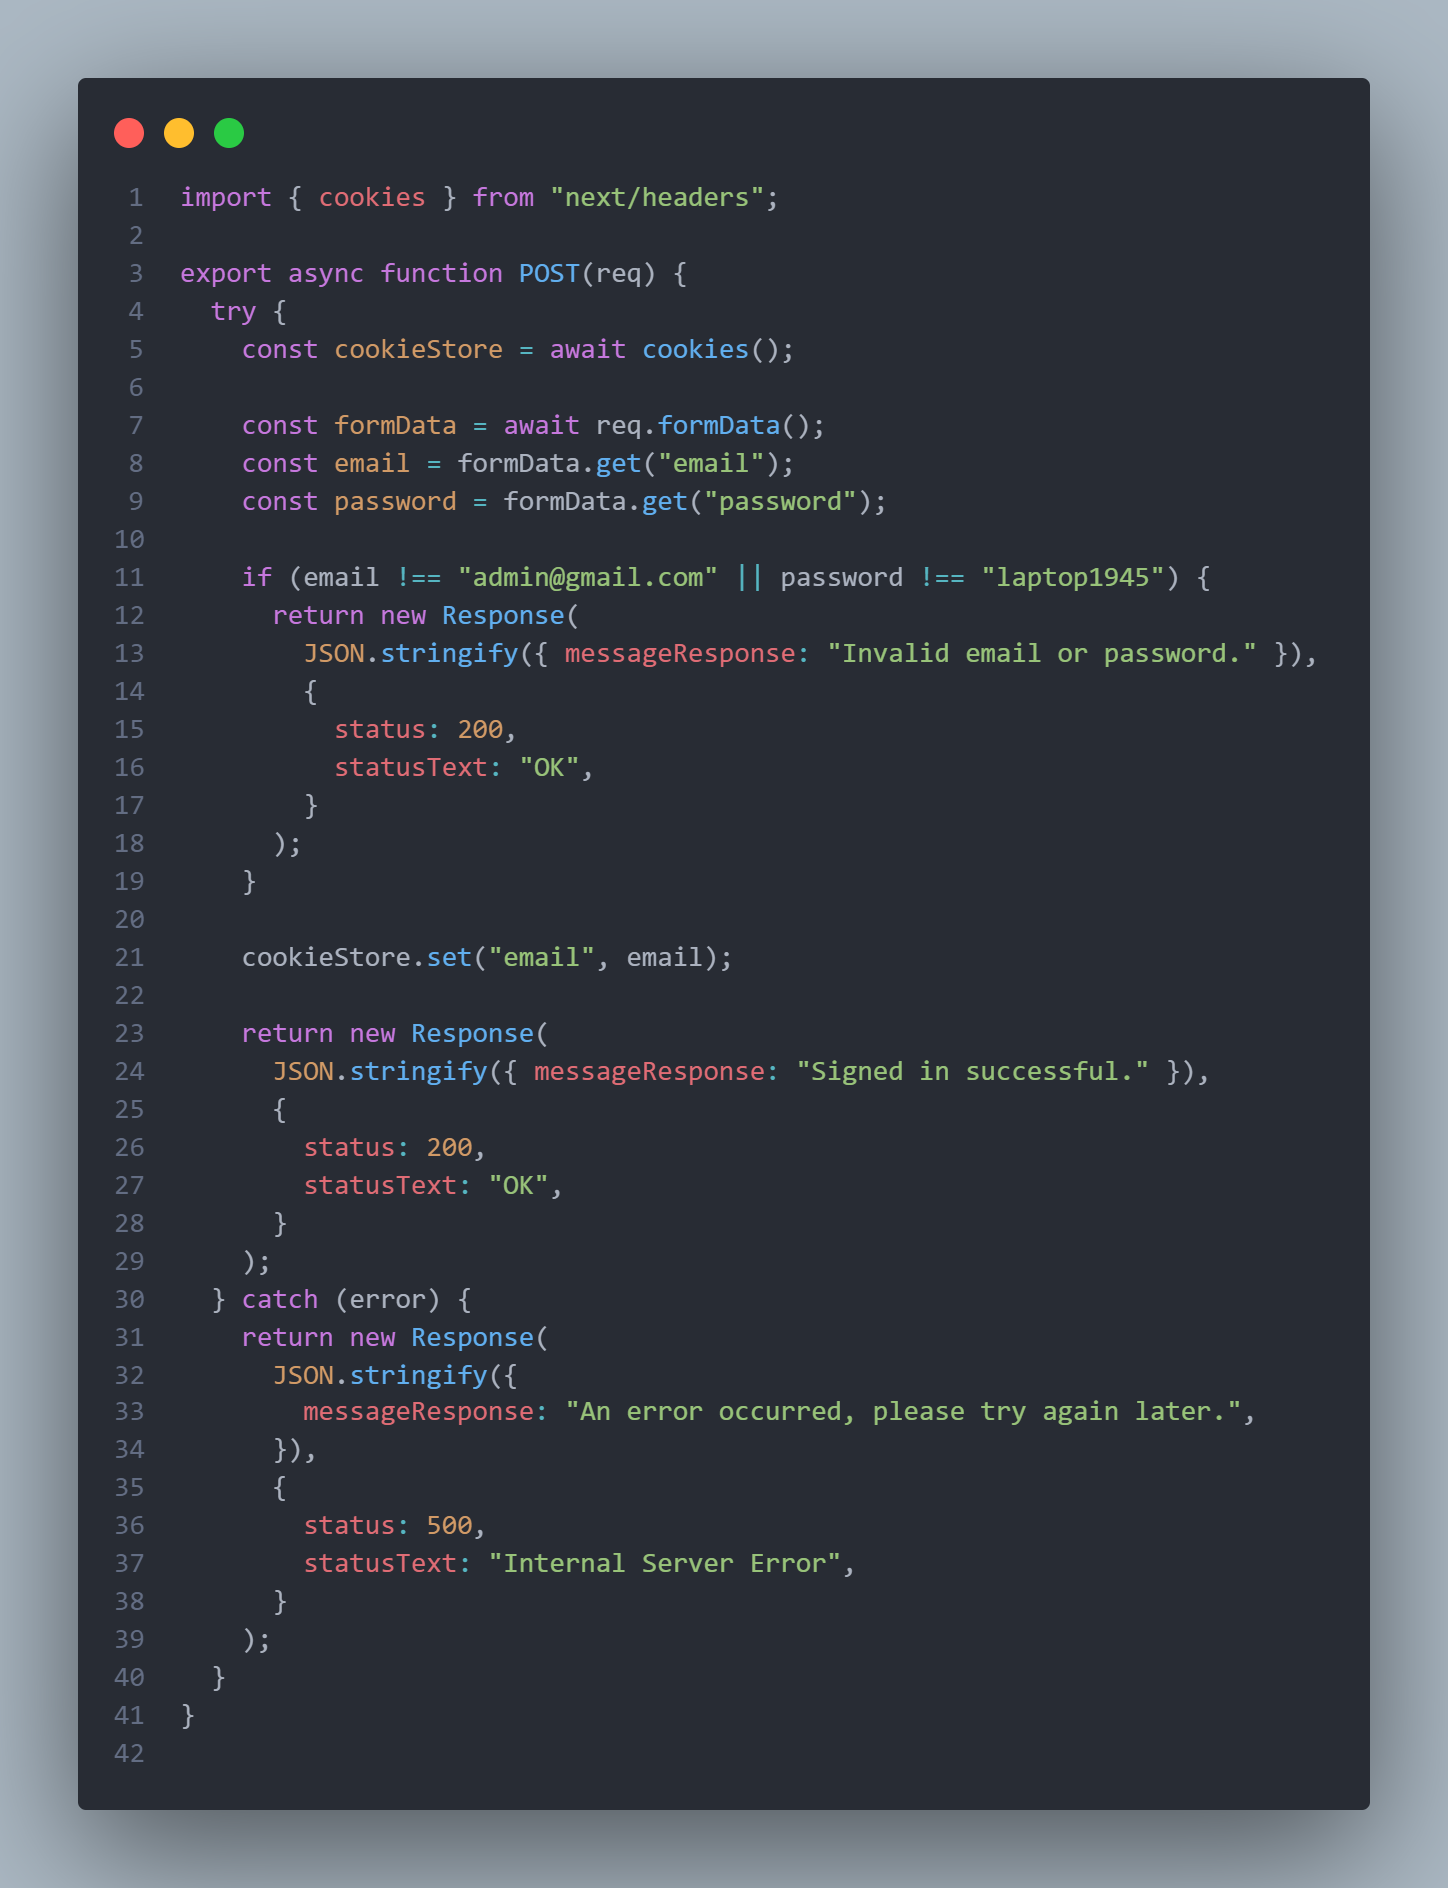 1 import { cookies } from "next/headers";
2
3 export async function POST(req) {
4   try {
5     const cookieStore = await cookies();
6
7     const formData = await req.formData();
8     const email = formData.get("email");
9     const password = formData.get("password");
10
11     if (email !== "admin@gmail.com" || password !== "laptop1945") {
12       return new Response(
13         JSON.stringify({ messageResponse: "Invalid email or password." }),
14         {
15           status: 200,
16           statusText: "OK",
17         }
18       );
19     }
20
21     cookieStore.set("email", email);
22
23     return new Response(
24       JSON.stringify({ messageResponse: "Signed in successful." }),
25       {
26         status: 200,
27         statusText: "OK",
28       }
29     );
30   } catch (error) {
31     return new Response(
32       JSON.stringify({
33         messageResponse: "An error occurred, please try again later.",
34       }),
35       {
36         status: 500,
37         statusText: "Internal Server Error",
38       }
39     );
40   }
41 }
42